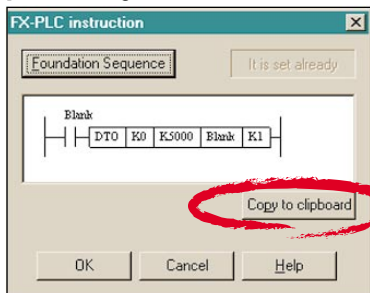 FX-PLC instruction
Foundation Sequence
It is set already
Blank
DTO K0 K5000 Blank K1
Copy to clipboard
OK Cancel Help